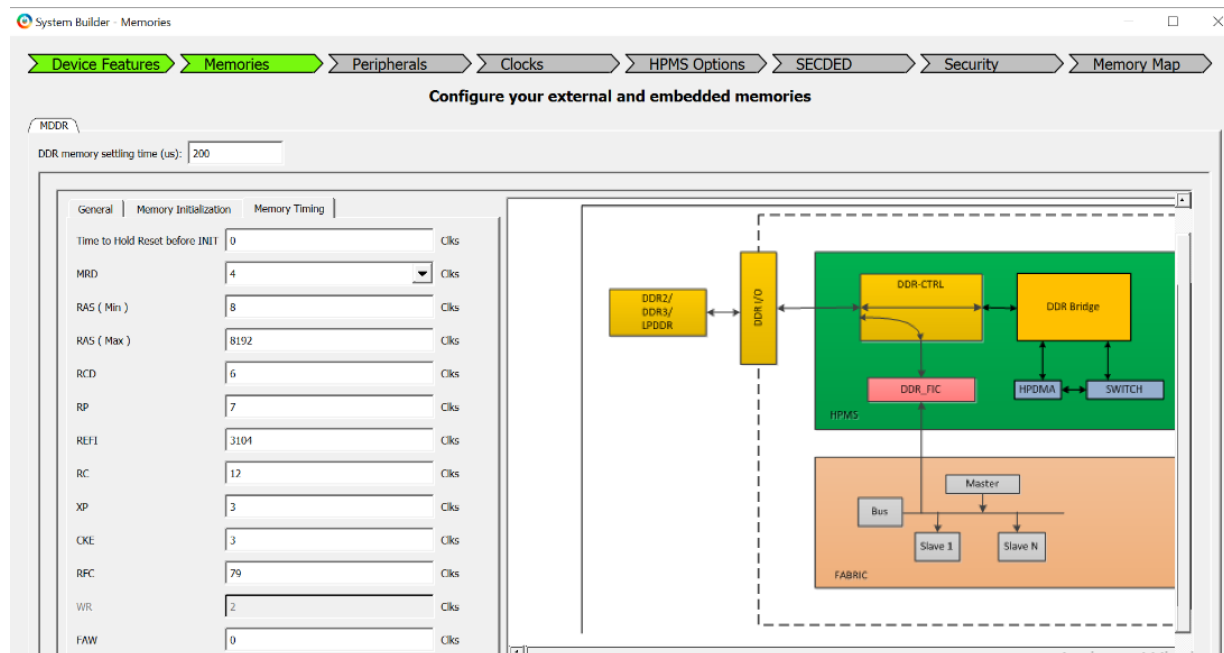 System Builder - Memories
Device Features Memories Peripherals Clocks HPMS Options SECDED Security Memory Map
Configure your external and embedded memories
MDDR
DDR memory settling time (us): 200
General Memory Initialization Memory Timing
Time to Hold Reset before INIT 0 Clks
MRD 4 Clks
RAS ( Min ) 8 Clks
RAS ( Max ) 8192 Clks
RCD 6 Clks
RP 7 Clks
REFI 3104 Clks
RC 12 Clks
XP 3 Clks
CKE 3 Clks
RFC 79 Clks
WR 2 Clks
FAW 0 Clks
DDR2/
DDR3/
LPDDR
DDR I/O
DDR-CTRL
DDR Bridge
DDR_FIC
HPDMA
SWITCH
HPMS
Master
Bus
Slave 1
Slave N
FABRIC